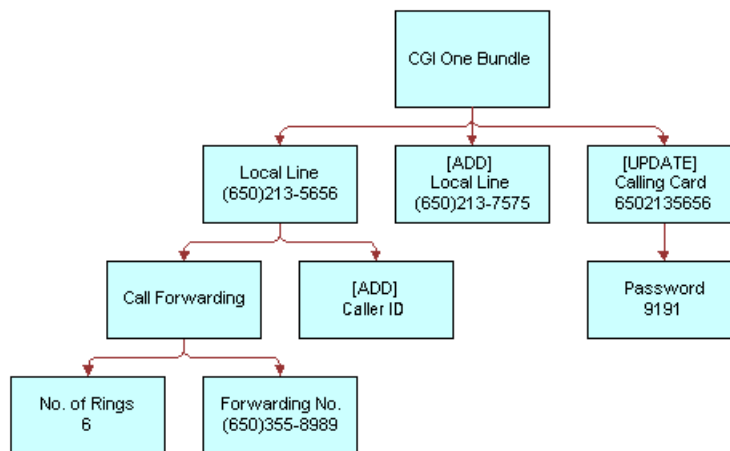 CGI One Bundle
Local Line
(650)213-5656
[ADD]
Local Line
(650)213-7575
[UPDATE]
Calling Card
6502135656
Call Forwarding
[ADD]
Caller ID
Password
9191
No. of Rings
6
Forwarding No.
(650)355-8989